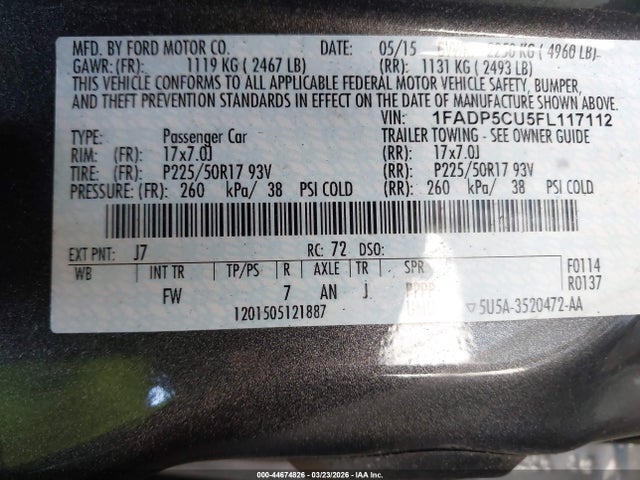 MFD. BY FORD MOTOR CO. DATE: 05/15 2250 KG ( 4960 LB)
GAWR: (FR): 1119 KG ( 2467 LB) (RR): 1131 KG ( 2493 LB)
THIS VEHICLE CONFORMS TO ALL APPLICABLE FEDERAL MOTOR VEHICLE SAFETY, BUMPER,
AND THEFT PREVENTION STANDARDS IN EFFECT ON THE DATE OF MANUFACTURE SHOWN ABOVE.
VIN: 1FADP5CU5FL117112
TYPE: Passenger Car TRAILER TOWING - SEE OWNER GUIDE
RIM: (FR): 17x7.0J (RR): 17x7.0J
TIRE: (FR): P225/50R17 93V (RR): P225/50R17 93V
PRESSURE: (FR): 260 kPa/ 38 PSI COLD (RR): 260 kPa/ 38 PSI COLD
EXT PNT: J7 RC: 72 DSO:
WB INT TR TP/PS R AXLE TR SPR F0114
FW 7 AN J PPPP R0137
1201505121887 ▽5U5A-3520472-AA
000-44674826 - 03/23/2026 - IAA Inc.